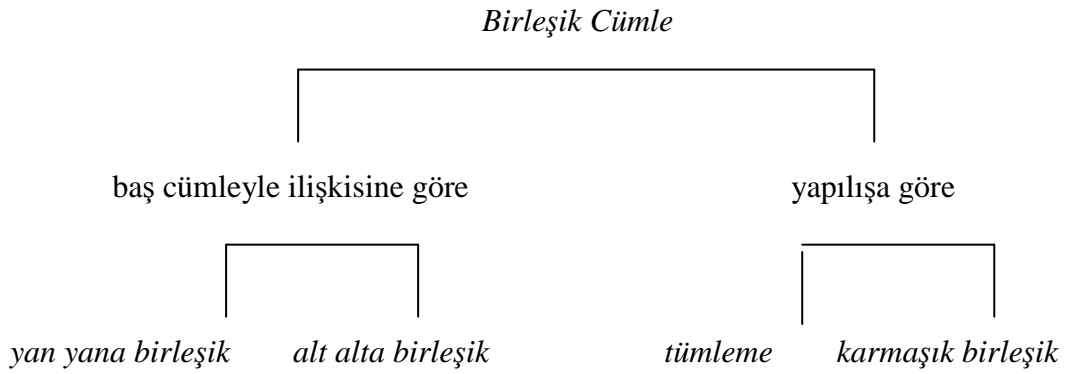 Birleşik Cümle
baş cümleyle ilişkisine göre yapılışa göre
yan yana birleşik alt alta birleşik tümleme karmaşık birleşik